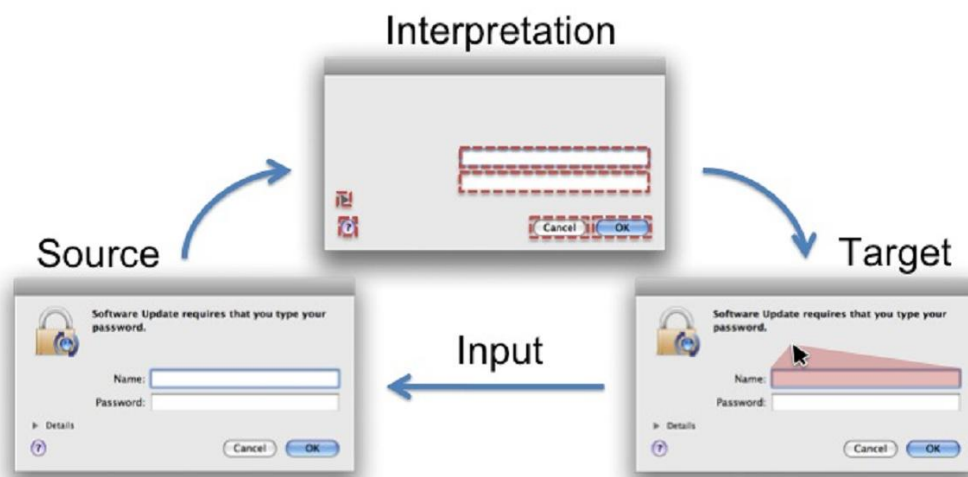 Interpretation
Cancel
OK
?
Source
Target
Software Update requires that you type your
password.
Name:
Password:
Details
?
Cancel
OK
Input
Software Update requires that you type your
password.
Name:
Password:
Details
?
Cancel
OK